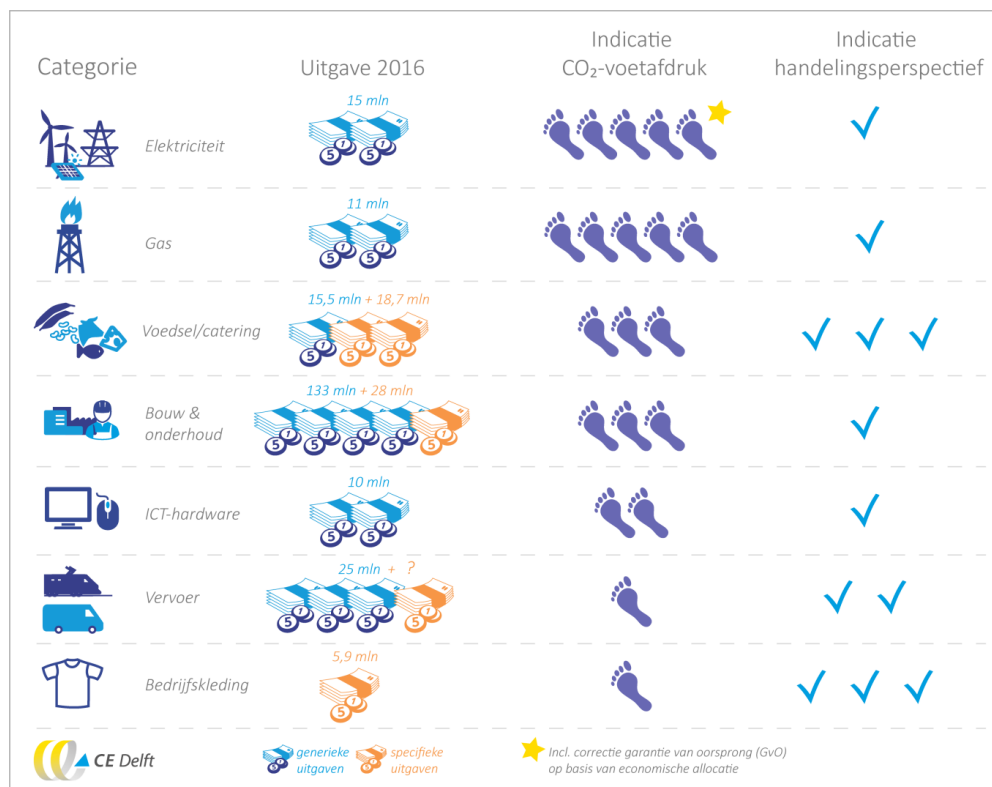 Categorie
Uitgave 2016
Indicatie
CO₂-voetafdruk
Indicatie
handelingsperspectief
Elektriciteit
15 mln
Gas
11 mln
Voedsel/catering
15,5 mln + 18,7 mln
Bouw &
onderhoud
133 mln + 28 mln
ICT-hardware
10 mln
Vervoer
25 mln + ?
Bedrijfskleding
5,9 mln
CE Delft
generieke
uitgaven
specifieke
uitgaven
Incl. correctie garantie van oorsprong (GvO)
op basis van economische allocatie